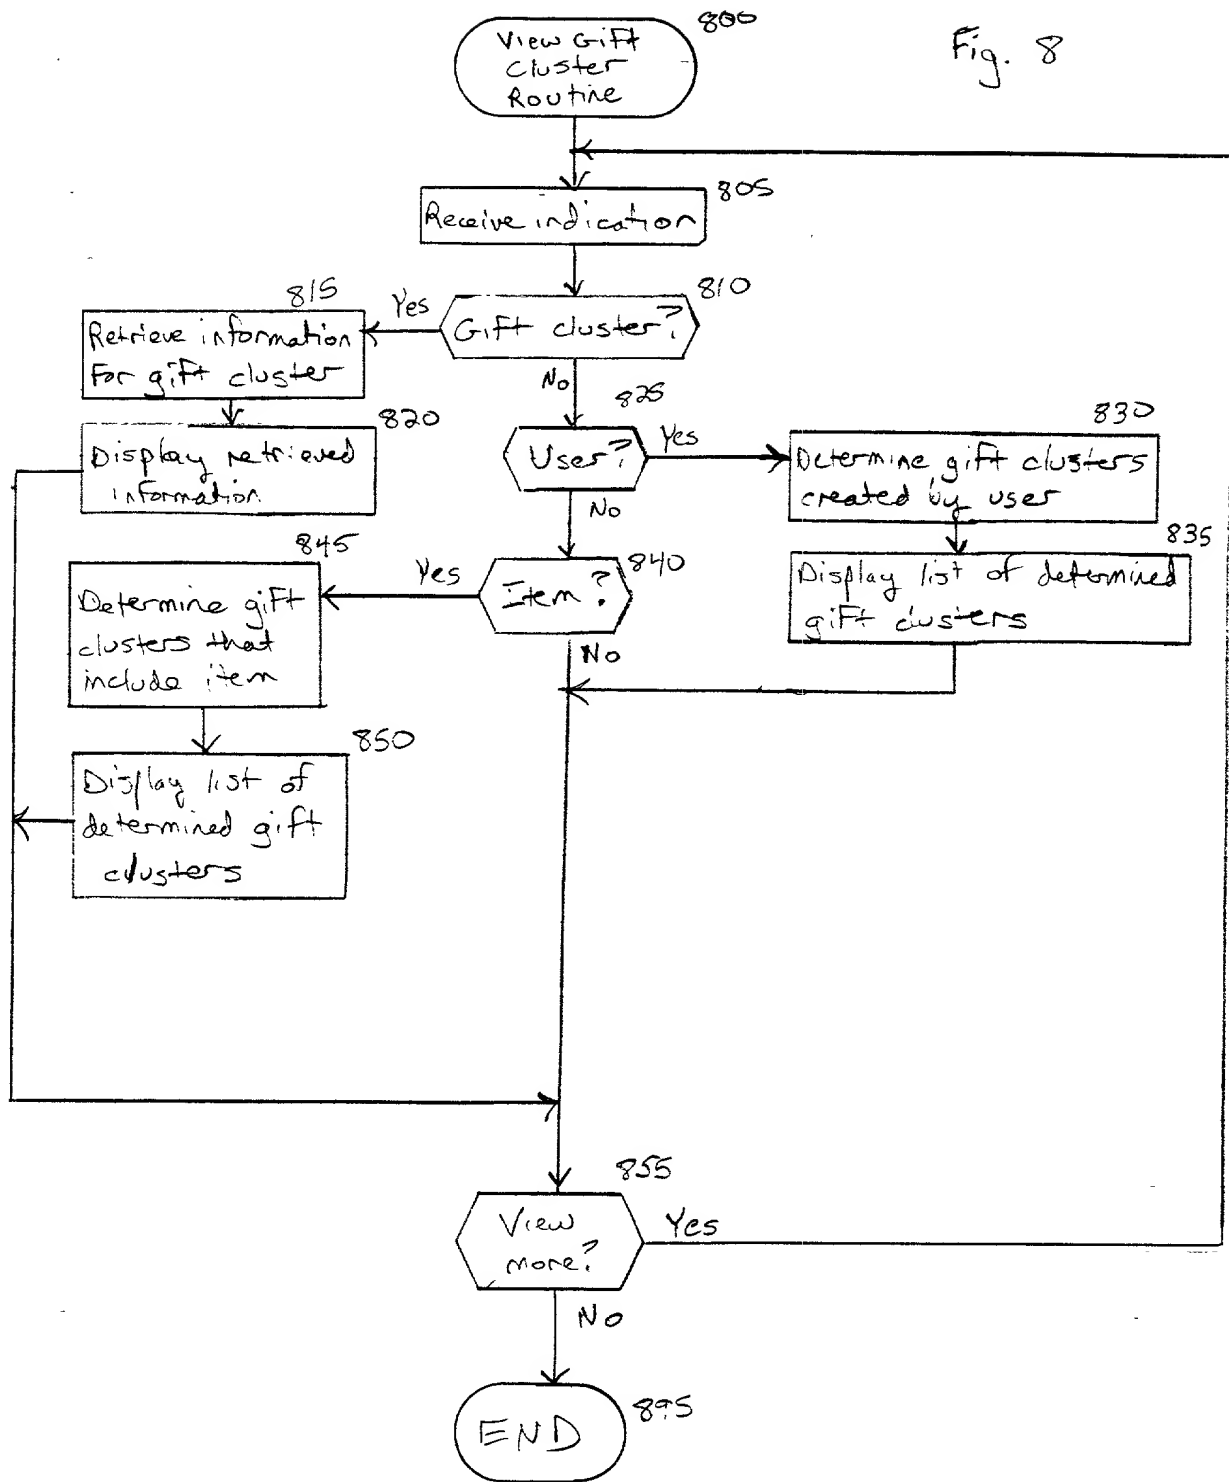 800
Fig. 8
View Gift
Cluster
Routine
805
Receive indication
810
Gift cluster?
Yes
815
Retrieve information
For gift cluster
No
820
Display retrieved
information
825
User?
Yes
830
Determine gift clusters
created by user
No
835
Display list of determined
gift clusters
840
Item?
Yes
845
Determine gift
clusters that
include item
No
850
Display list of
determined gift
clusters
855
View
more?
Yes
No
895
END